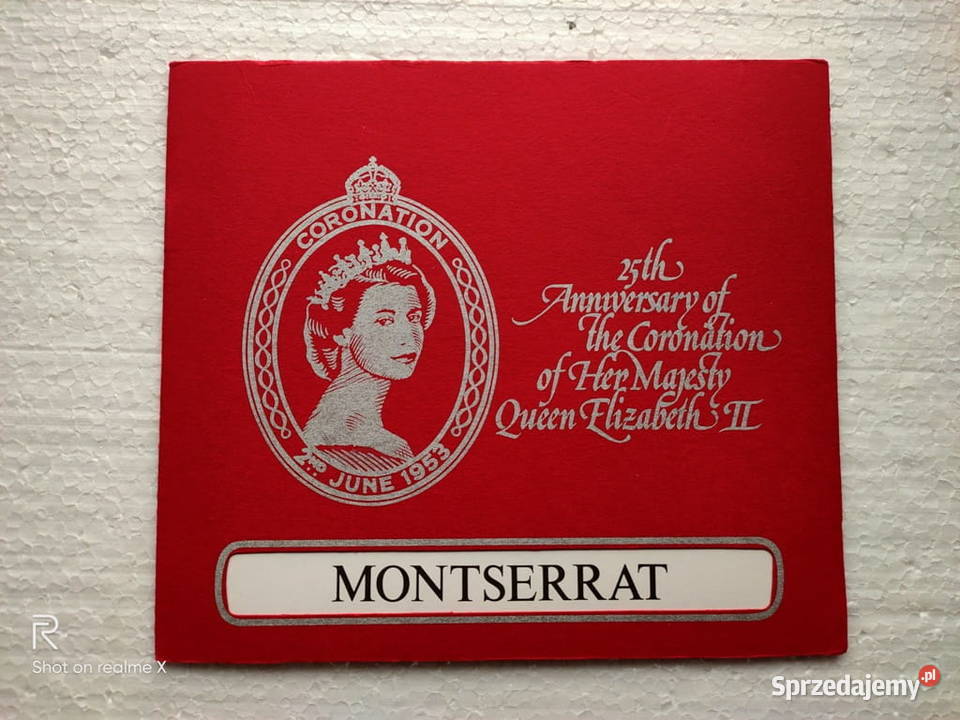 CORONATION
2ND JUNE 1953
25th
Anniversary of
The Coronation
of Her Majesty
Queen Elizabeth II
MONTSERRAT
R
Shot on realme X
Sprzedajemy.pl